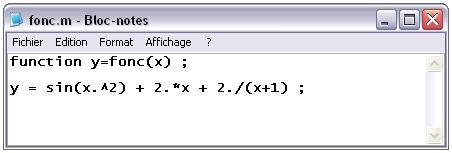 fonc.m - Bloc-notes
Fichier Edition Format Affichage ?
function y=fonc(x) ;
y = sin(x.^2) + 2.*x + 2./(x+1) ;